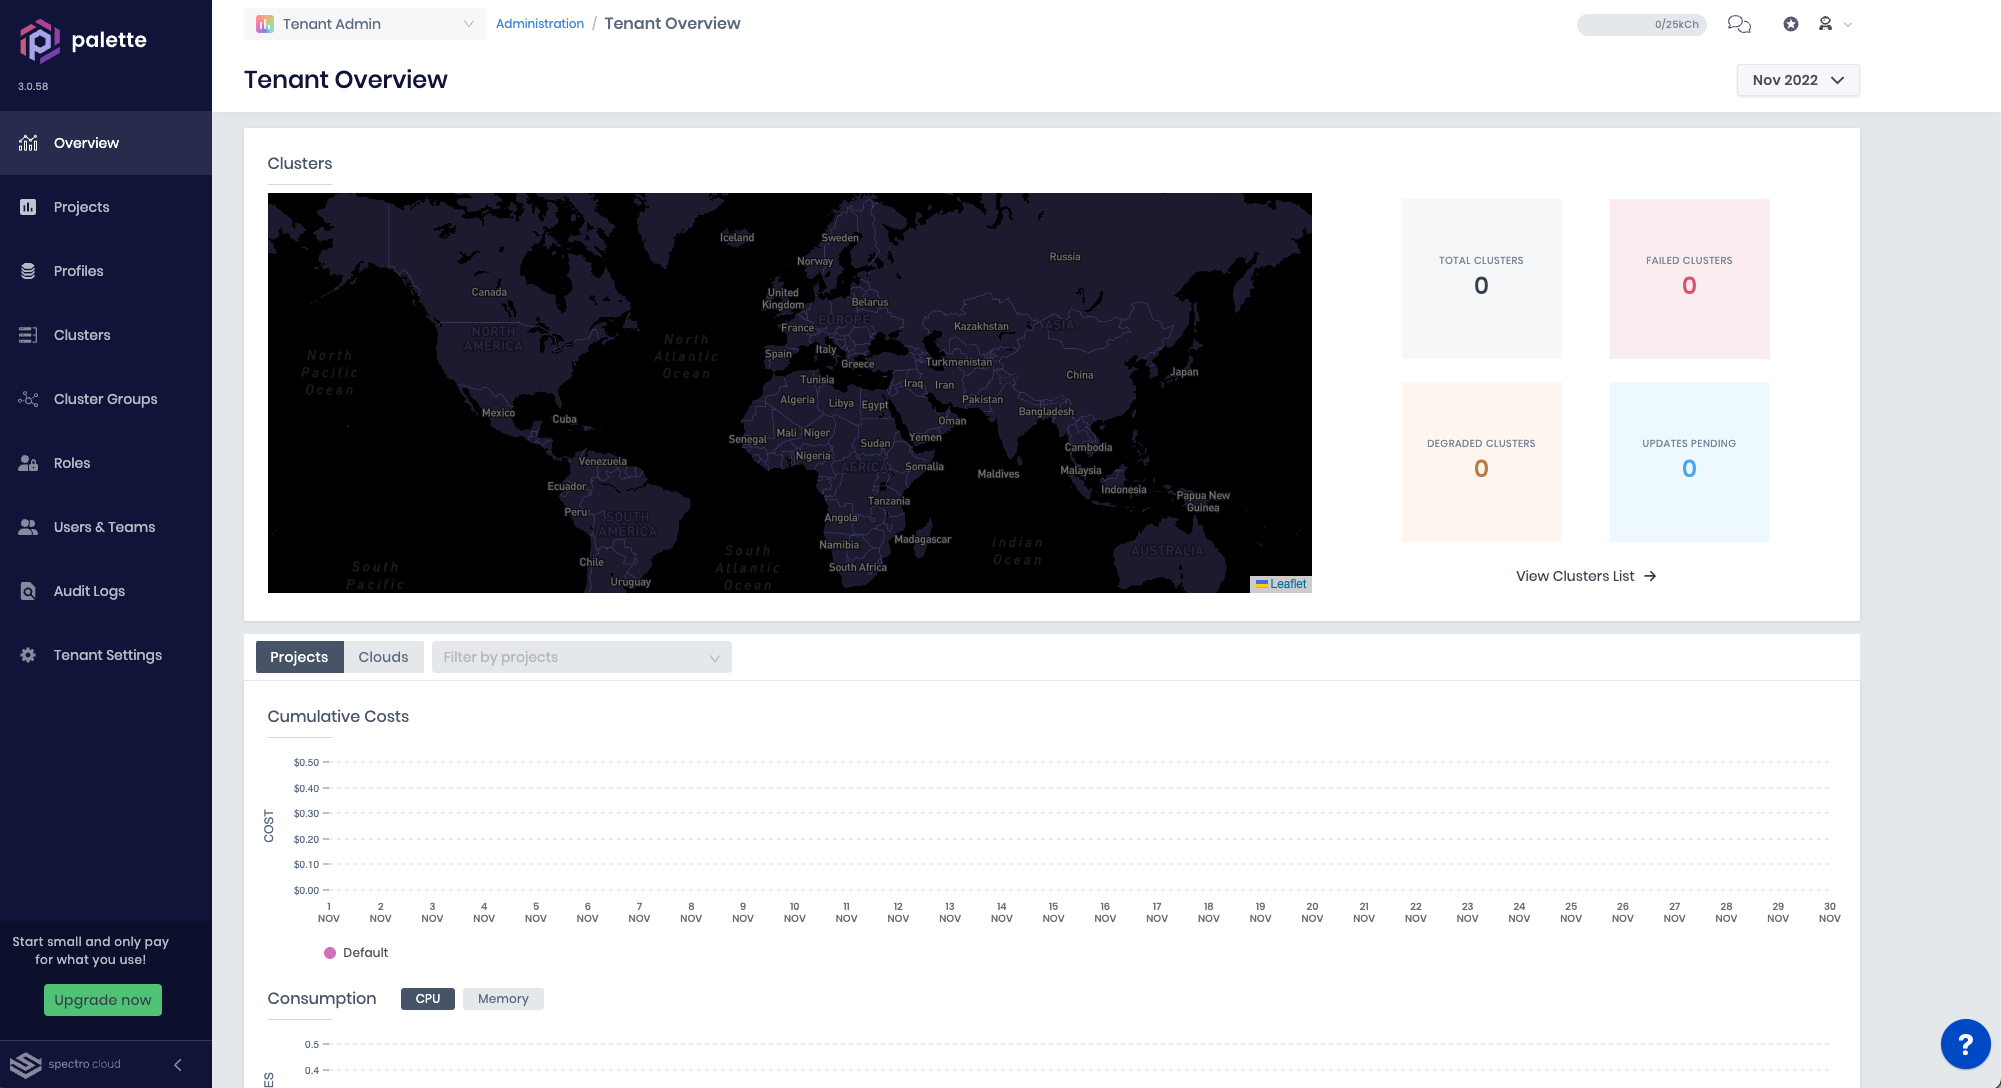 palette
3.0.58
Overview
Projects
Profiles
Clusters
Cluster Groups
Roles
Users & Teams
Audit Logs
Tenant Settings
Start small and only pay
for what you use!
Upgrade now
spectro cloud
Tenant Admin
Administration / Tenant Overview
0/25kCh
Tenant Overview
Nov 2022
Clusters
Iceland
Sweden
Norway
Russia
Canada
United
Kingdom
Belarus
EUROPE
France
NORTH
AMERICA
Kazakhstan
ASIA
North
Atlantic
Ocean
North
Pacific
Ocean
Spain
Italy
Greece
Turkmenistan
China
Japan
Tunisia
Iraq
Iran
Algeria
Libya
Egypt
Pakistan
Bangladesh
Mexico
Cuba
Oman
Senegal
Mali
Niger
Sudan
Yemen
Cambodia
Nigeria
Venezuela
AFRICA
Somalia
Maldives
Malaysia
Ecuador
Indonesia
Papua New
Guinea
Tanzania
Peru
SOUTH
AMERICA
Angola
Namibia
Madagascar
Indian
Ocean
AUSTRALIA
South
Atlantic
Ocean
Chile
South Africa
South
Pacific
Uruguay
Leaflet
TOTAL CLUSTERS
0
FAILED CLUSTERS
0
DEGRADED CLUSTERS
0
UPDATES PENDING
0
View Clusters List
Projects
Clouds
Filter by projects
Cumulative Costs
COST
$0.50
$0.40
$0.30
$0.20
$0.10
$0.00
1 2 3 4 5 6 7 8 9 10 11 12 13 14 15 16 17 18 19 20 21 22 23 24 25 26 27 28 29 30
NOV NOV NOV NOV NOV NOV NOV NOV NOV NOV NOV NOV NOV NOV NOV NOV NOV NOV NOV NOV NOV NOV NOV NOV NOV NOV NOV NOV NOV NOV
Default
Consumption
CPU
Memory
0.5
0.4
ES
?